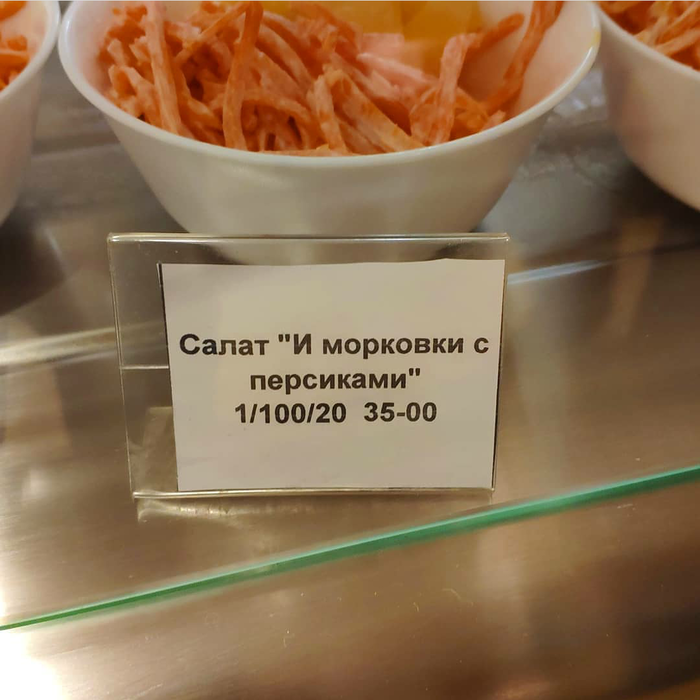 Салат "И морковки с
персиками"
1/100/20 35-00